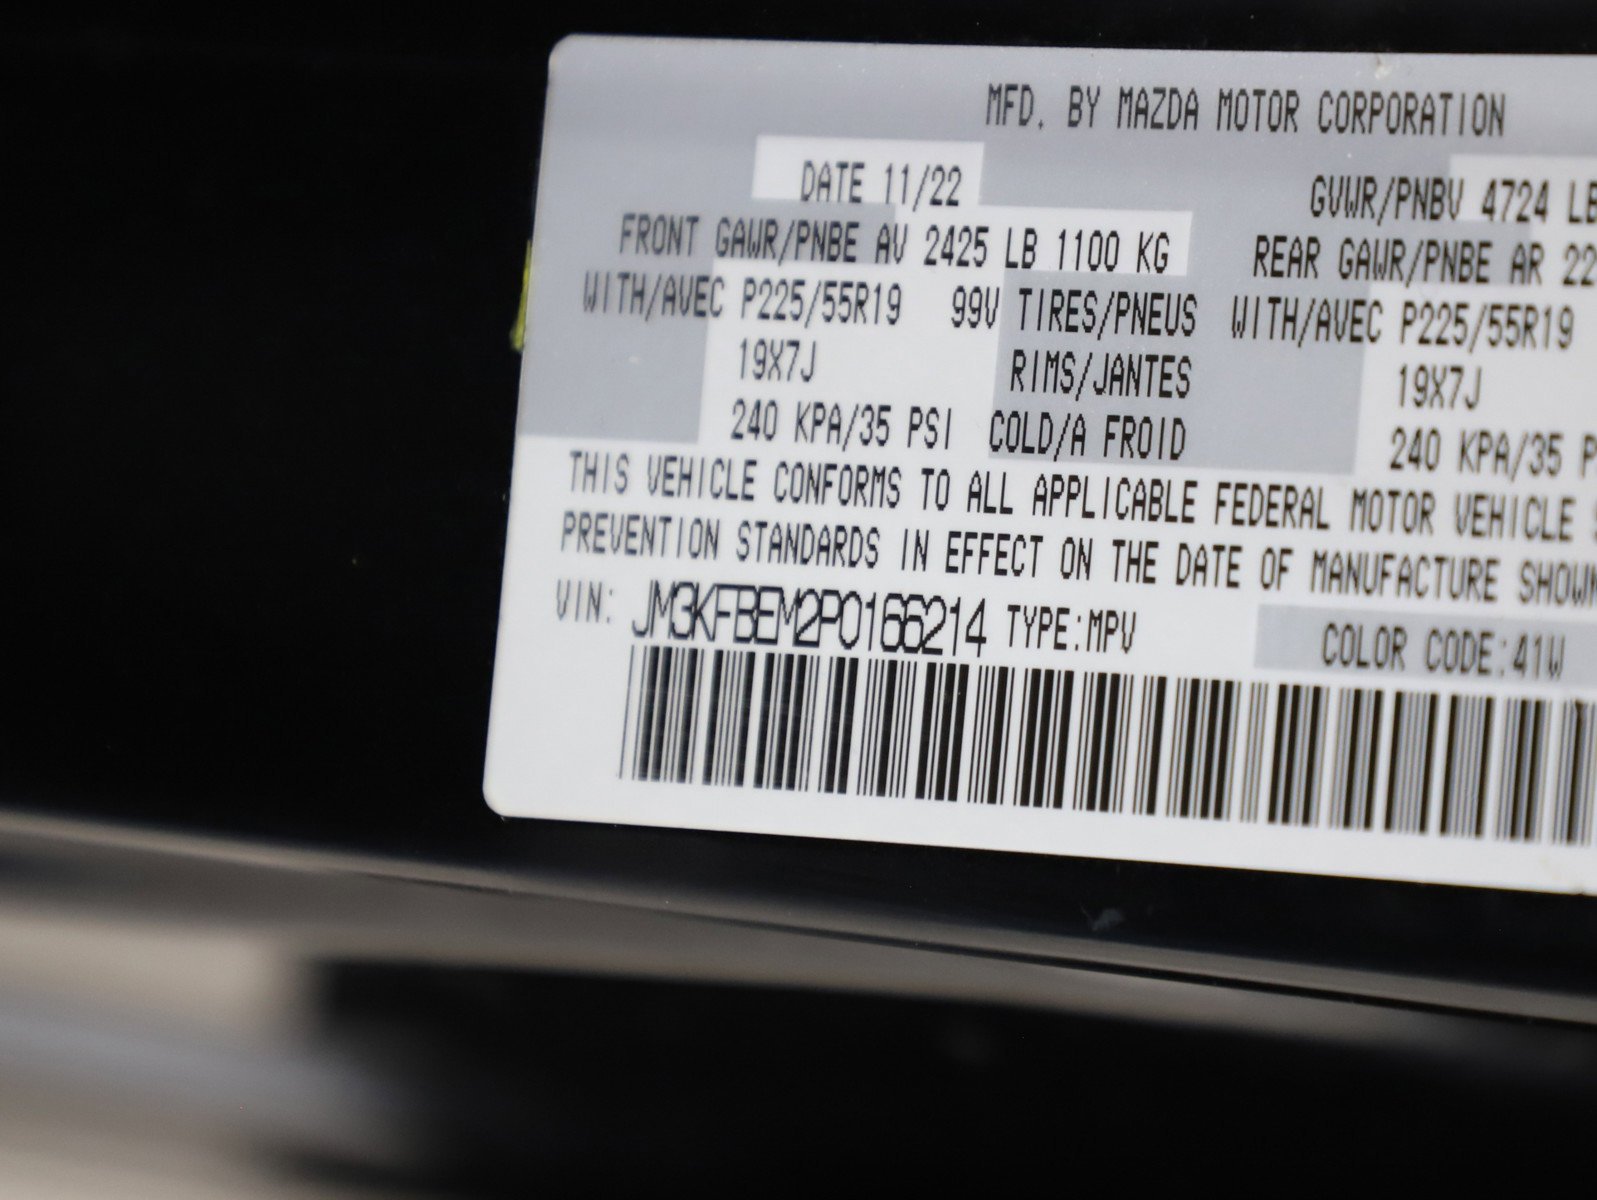 MFD. BY MAZDA MOTOR CORPORATION
DATE 11/22 GVWR/PNBV 4724 LB
FRONT GAWR/PNBE AV 2425 LB 1100 KG REAR GAWR/PNBE AR 22
WITH/AVEC P225/55R19 99V TIRES/PNEUS WITH/AVEC P225/55R19
19X7J RIMS/JANTES 19X7J
240 KPA/35 PSI COLD/A FROID 240 KPA/35 P
THIS VEHICLE CONFORMS TO ALL APPLICABLE FEDERAL MOTOR VEHICLE
PREVENTION STANDARDS IN EFFECT ON THE DATE OF MANUFACTURE SHOWN
VIN: JM3KFBEM2P0166214 TYPE:MPV COLOR CODE:41W